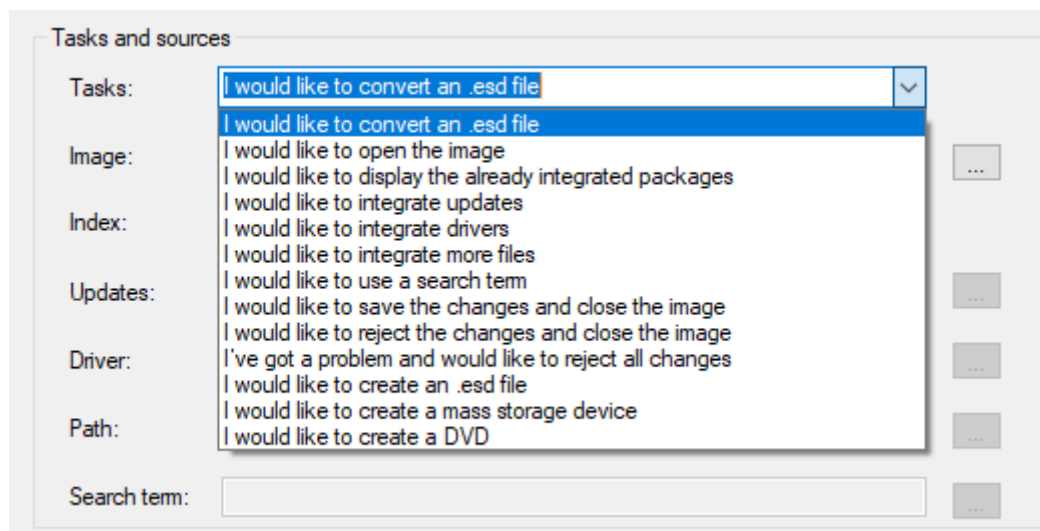 Tasks and sources
Tasks:
I would like to convert an .esd file
I would like to convert an .esd file
I would like to open the image
I would like to display the already integrated packages
I would like to integrate updates
I would like to integrate drivers
I would like to integrate more files
I would like to use a search term
I would like to save the changes and close the image
I would like to reject the changes and close the image
I've got a problem and would like to reject all changes
I would like to create an .esd file
I would like to create a mass storage device
I would like to create a DVD
Image:
...
Index:
Updates:
...
Driver:
...
Path:
...
Search term:
...